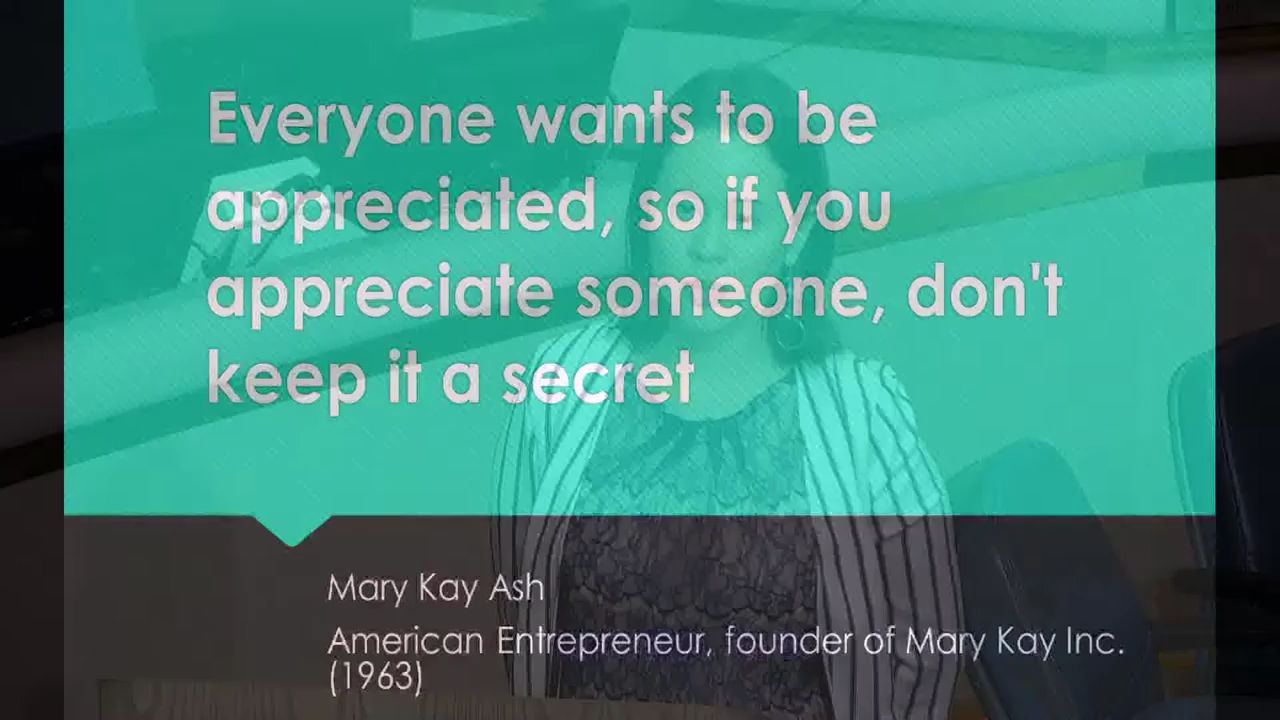 Everyone wants to be
appreciated, so if you
appreciate someone, don't
keep it a secret
Mary Kay Ash
American Entrepreneur, founder of Mary Kay Inc.
(1963)